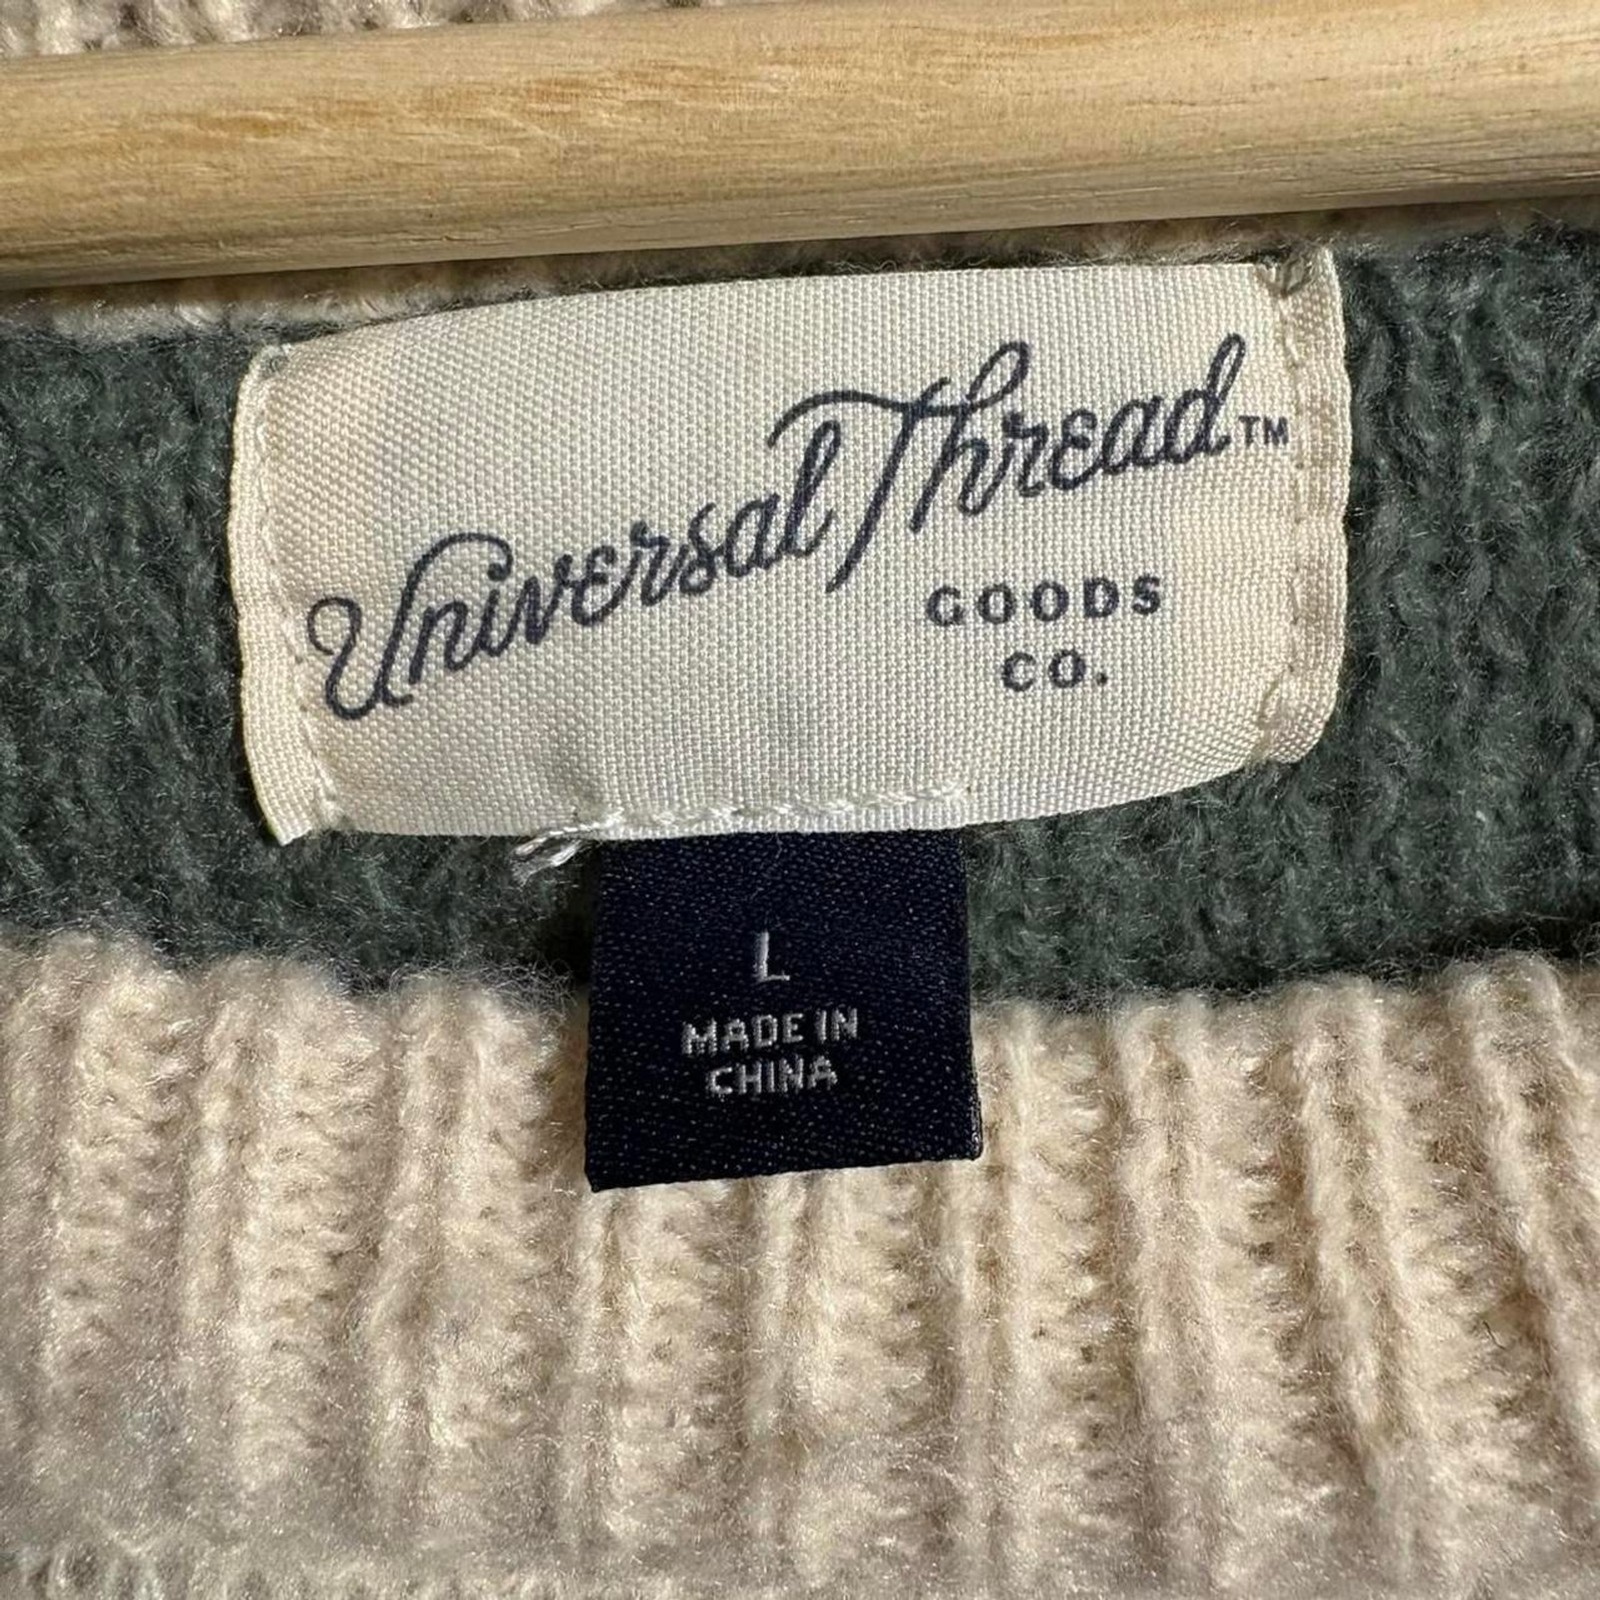 Universal Thread™
GOODS
CO.
L
MADE IN
CHINA